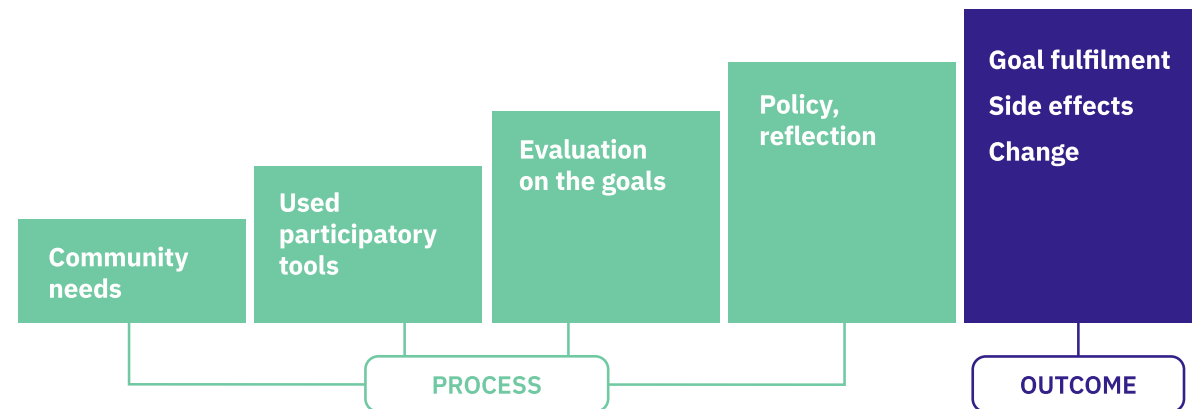 Community
needs
Used
participatory
tools
Evaluation
on the goals
Policy,
reflection
Goal fulfilment
Side effects
Change
PROCESS
OUTCOME